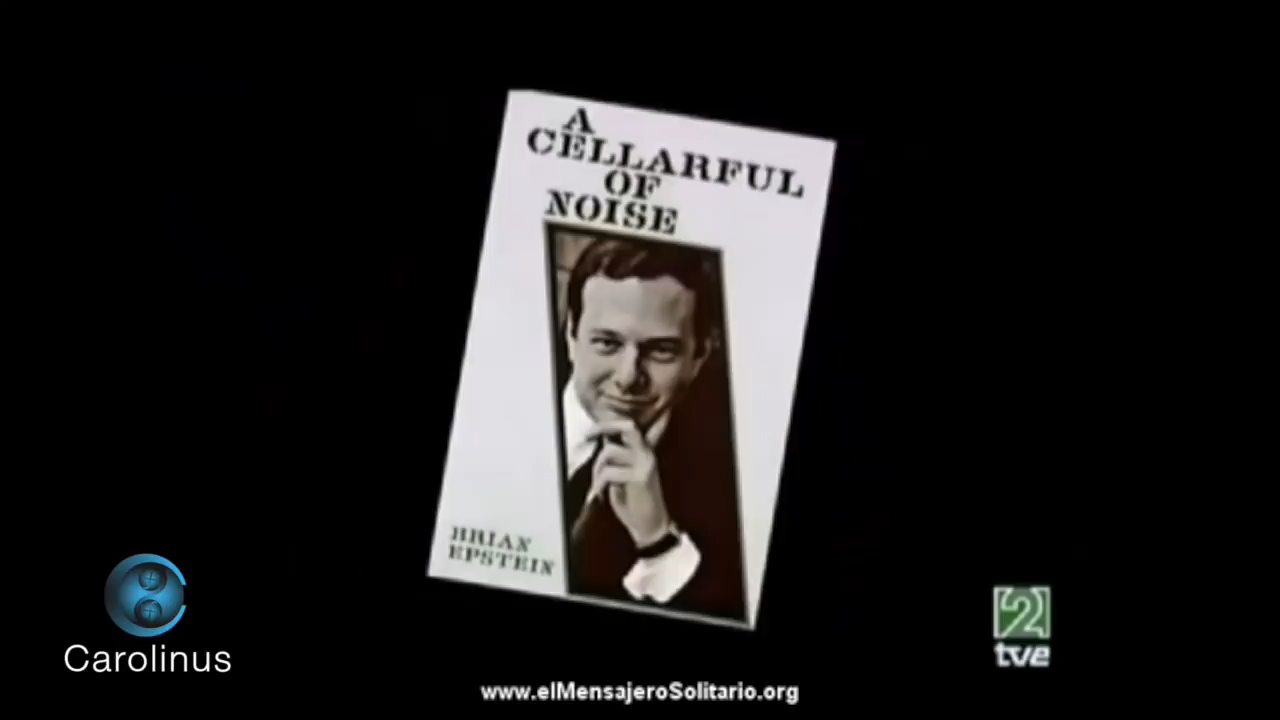 A
CELLARFUL
OF
NOISE
BRIAN
EPSTEIN
Carolinus
2
tve
www.elMensajeroSolitario.org